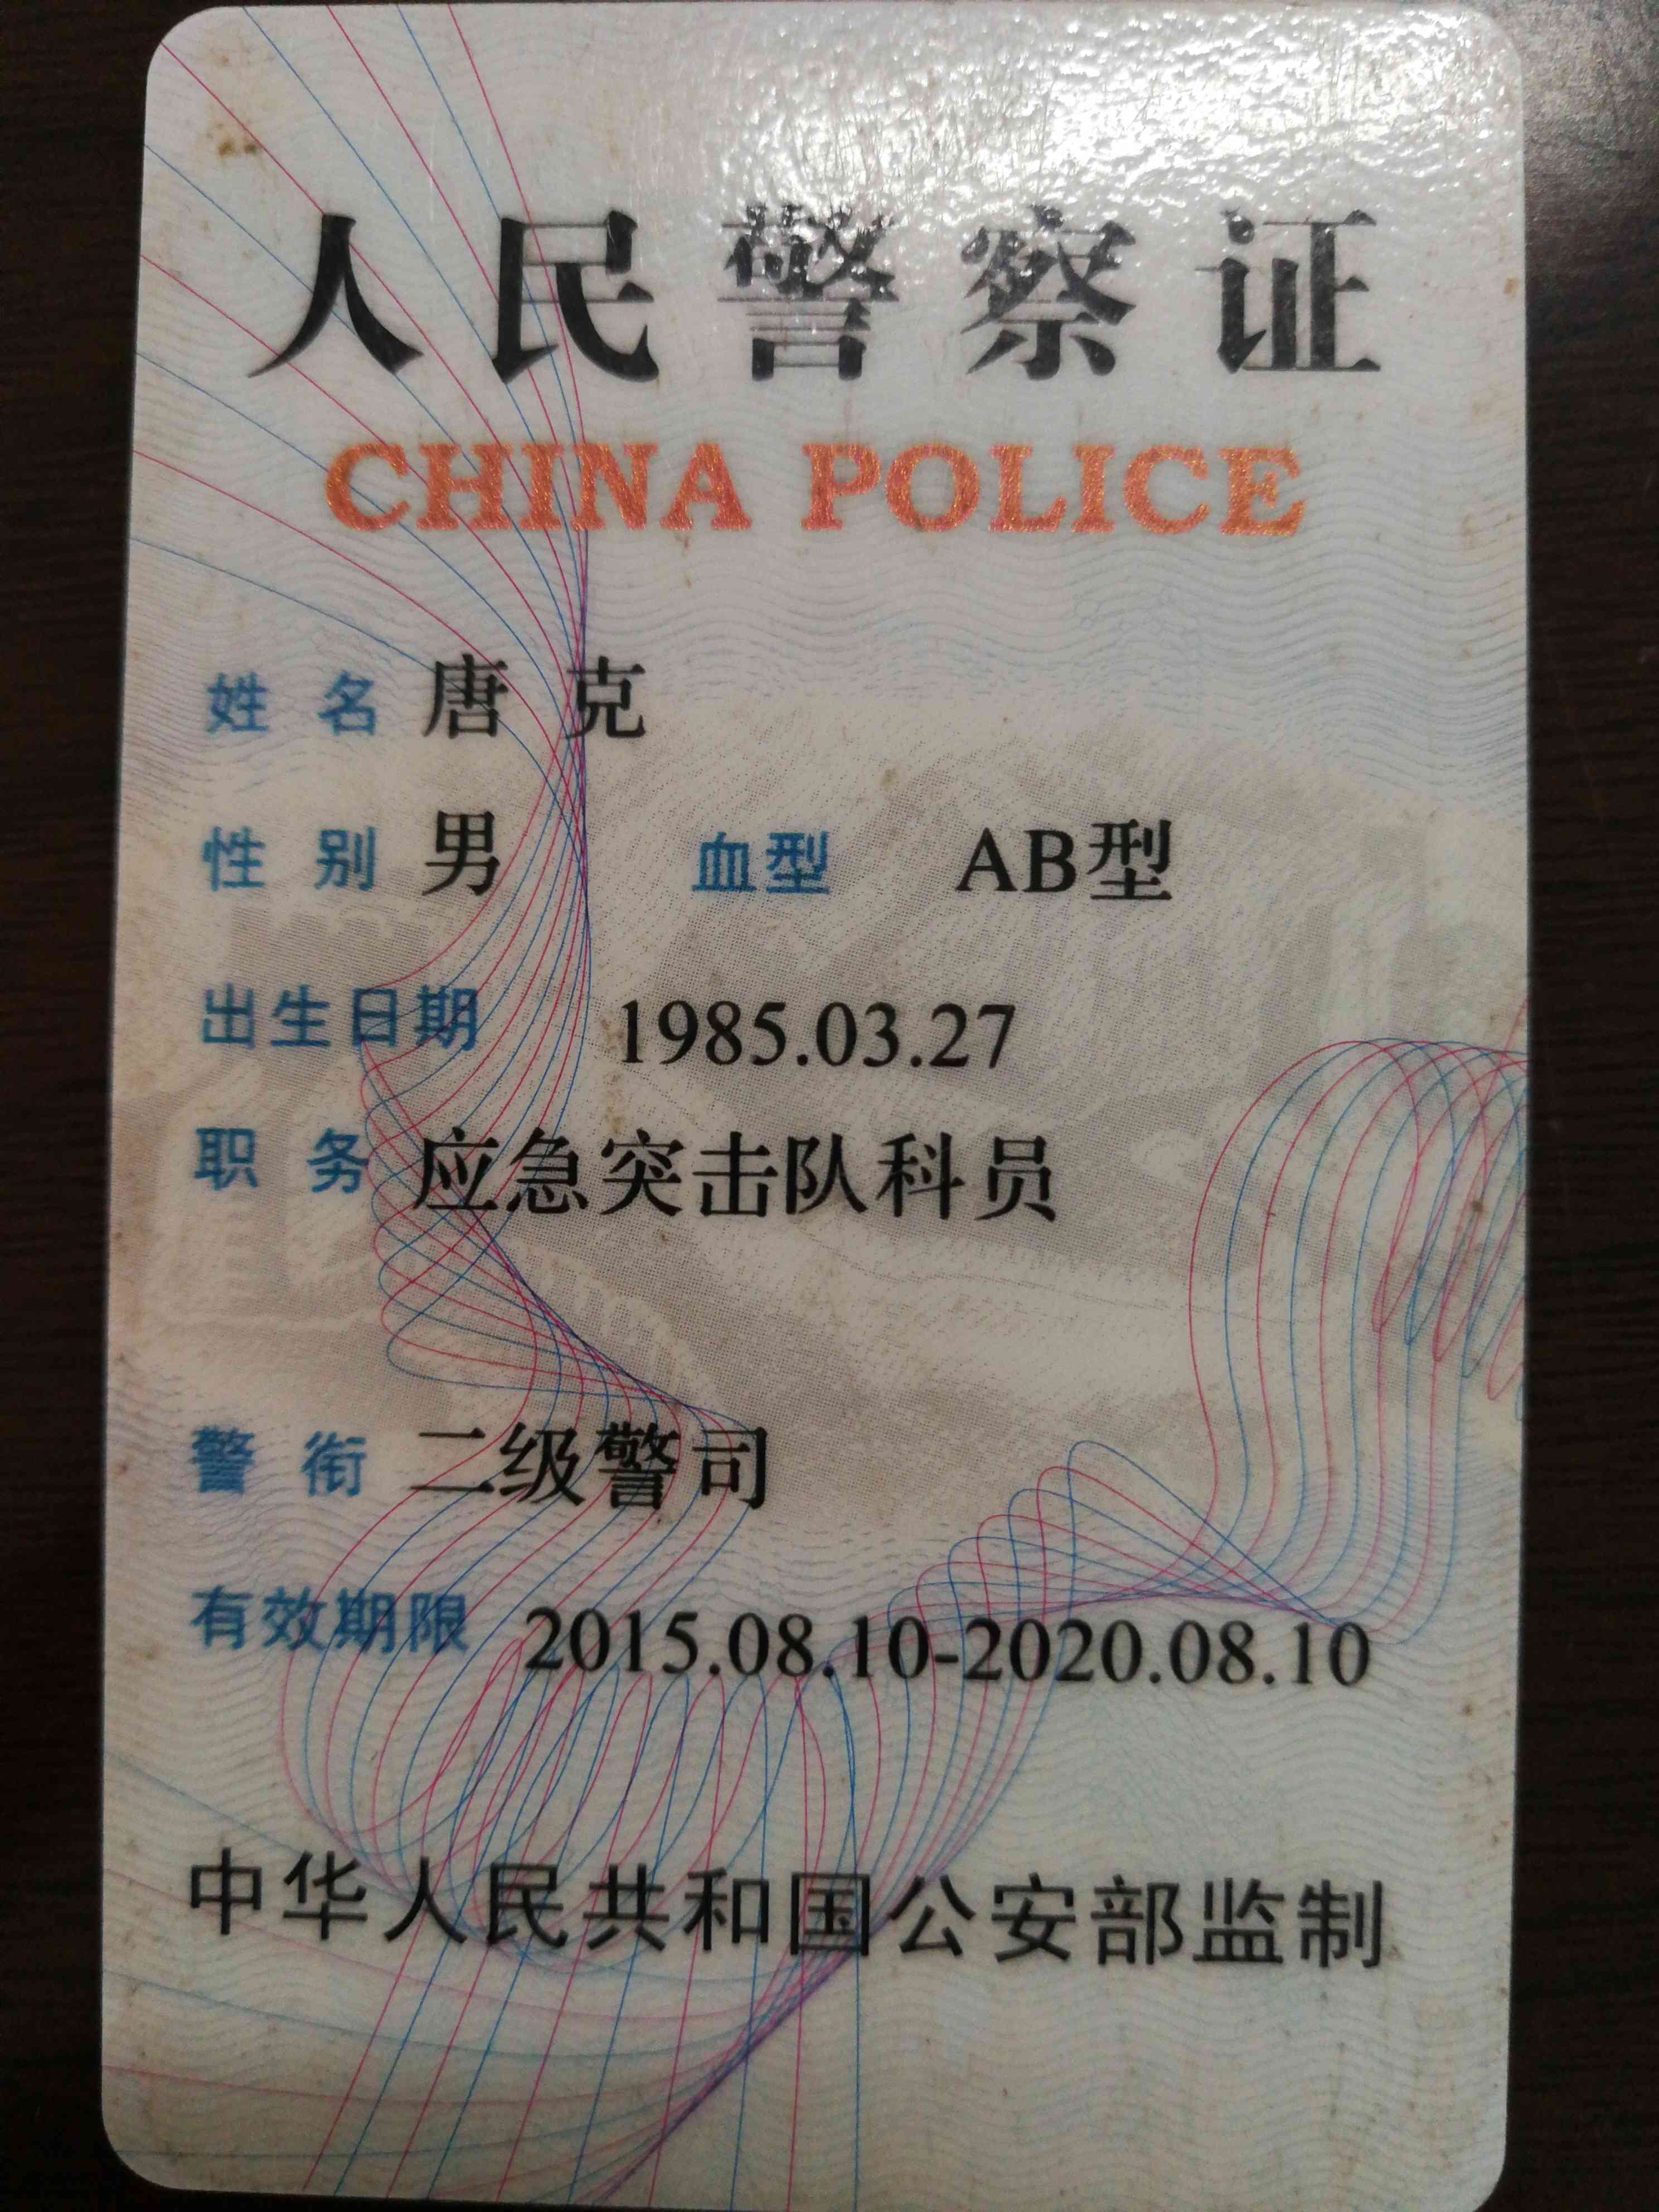 人民警察证
CHINA POLICE
姓名 唐克
性别 男 血型 AB型
出生日期 1985.03.27
职务 应急突击队科员
警衔 二级警司
有效期限 2015.08.10-2020.08.10
中华人民共和国公安部监制